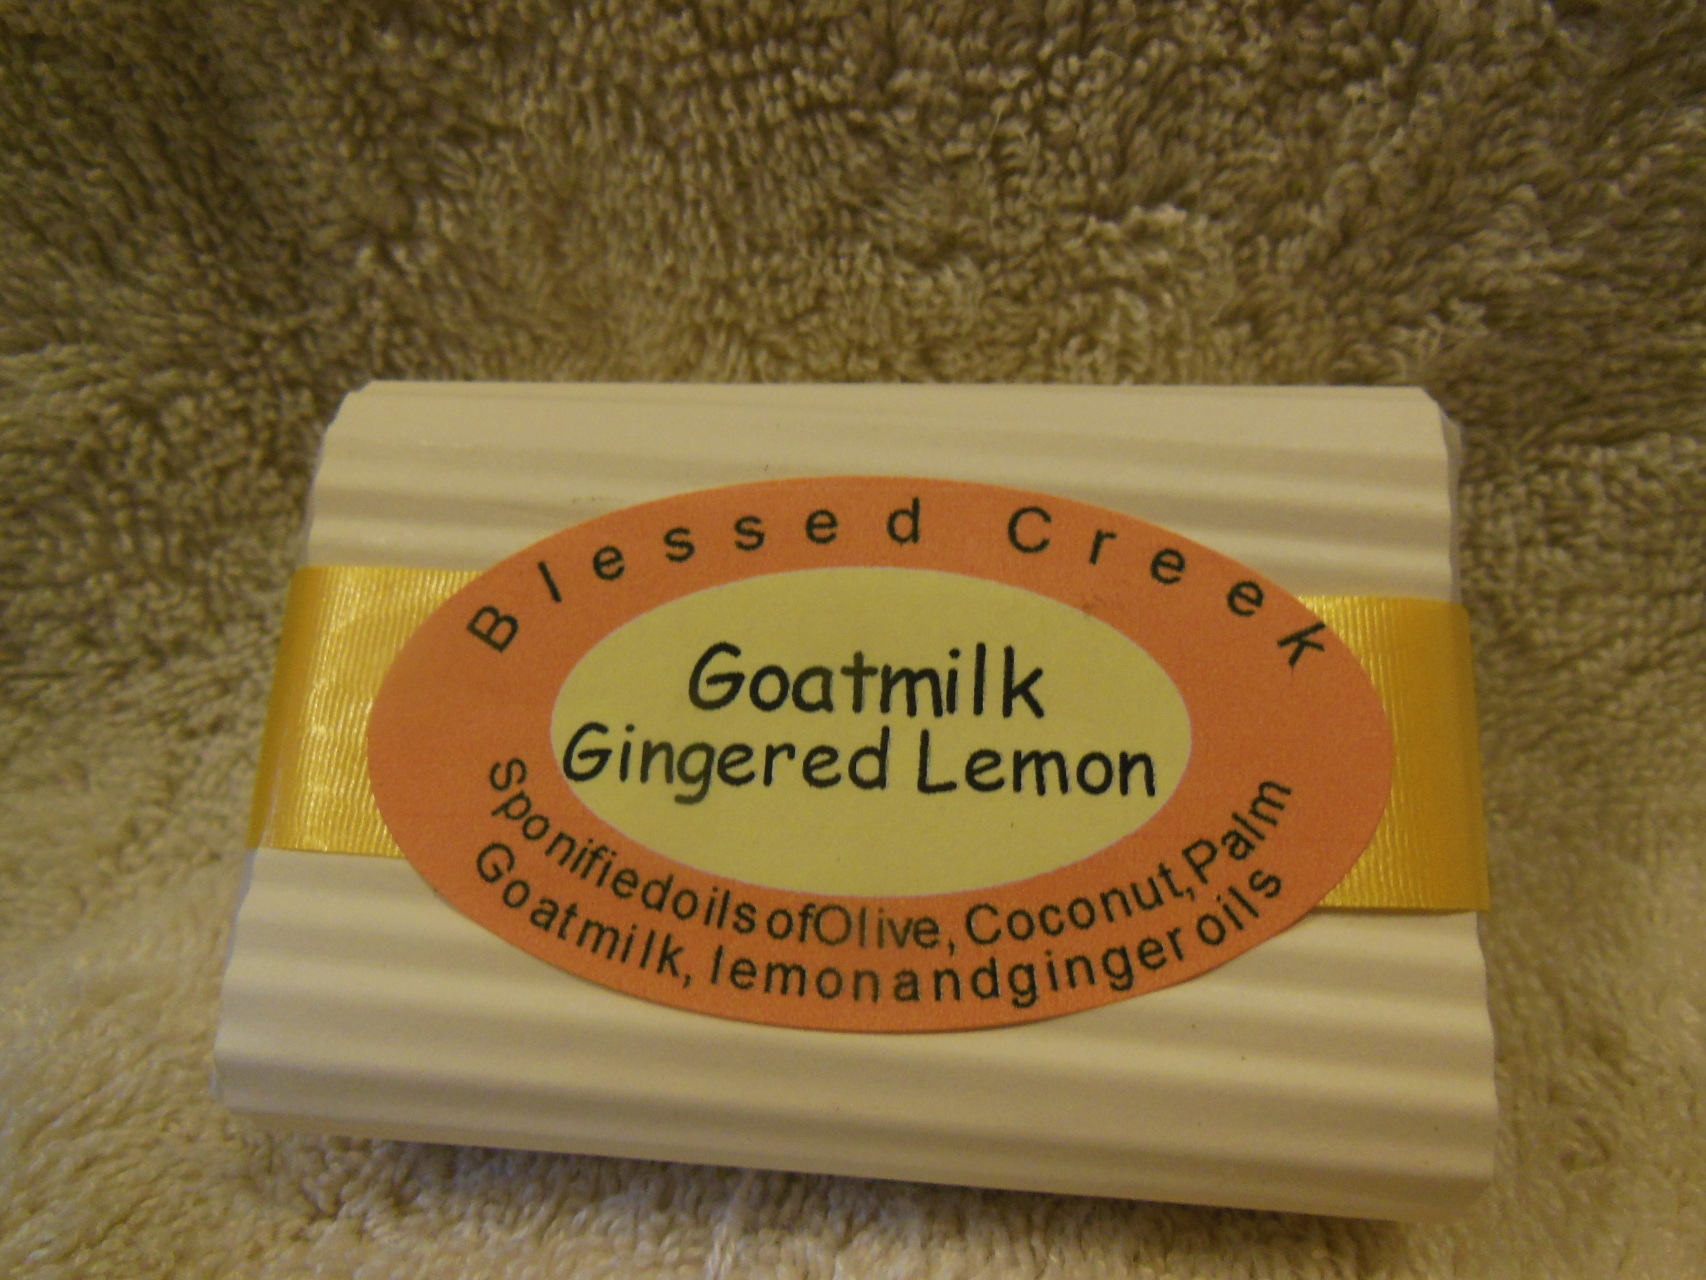 Blessed Creek
Goatmilk
Gingered Lemon
Sponified oils of Olive, Coconut, Palm
Goatmilk, lemon and ginger oils